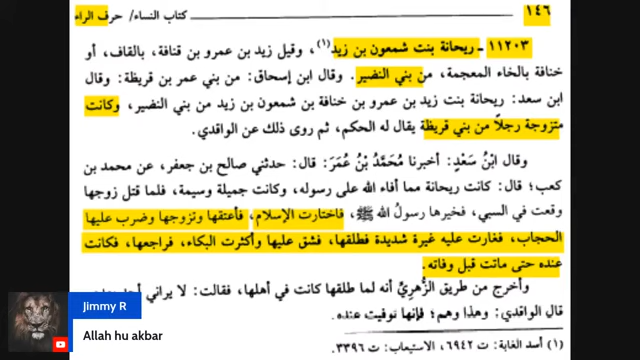 ١٤٦
كتاب النساء/ حرف الراء
١١٢٠٣ - ريحانة بنت شمعون بن زيد(١)، وقيل زيد بن عمرو بن قنافة، بالقاف، أو
خنافة بالخاء المعجمة، من بني النضير. وقال ابن إسحاق: من بني عمرو بن قريظة: وقال
ابن سعد: ريحانة بنت زيد بن عمرو بن خنافة بن شمعون بن زيد من بني النضير، وكانت
متزوجة رجلاً من بني قريظة يقال له الحكم، ثم روى ذلك عن الواقدي.
وقال ابْنُ سَعْدٍ: أخبرنا مُحَمَّدُ بْنُ عُمَرَ: قال: حدثني صالح بن جعفر، عن محمد بن
كعب؛ قال: كانت ريحانة مما أفاء الله على رسوله، وكانت جميلة وسيمة، فلما قتل زوجها
وقعت في السبي، فخيرها رسولُ الله ﷺ، فاختارت الإسلام، فأعتقها وتزوجها وضرب عليها
الحجاب، فغارت عليه غيرة شديدة فطلقها، فشق عليها وأكثرت البكاء، فراجعها، فكانت
عنده حتى ماتت قبل وفاته.
وأخرج من طريق الزُّهْرِيِّ أنه لما طلقها كانت في أهلها، فقالت: لا يراني أحد
قال الواقدي: وهذا وهم؛ فإنها توفيت عنده.
(١) أسد الغابة: ت ٦٩٤٢، الاستيعاب: ت ٣٣٩٦.
Jimmy R
Allah hu akbar